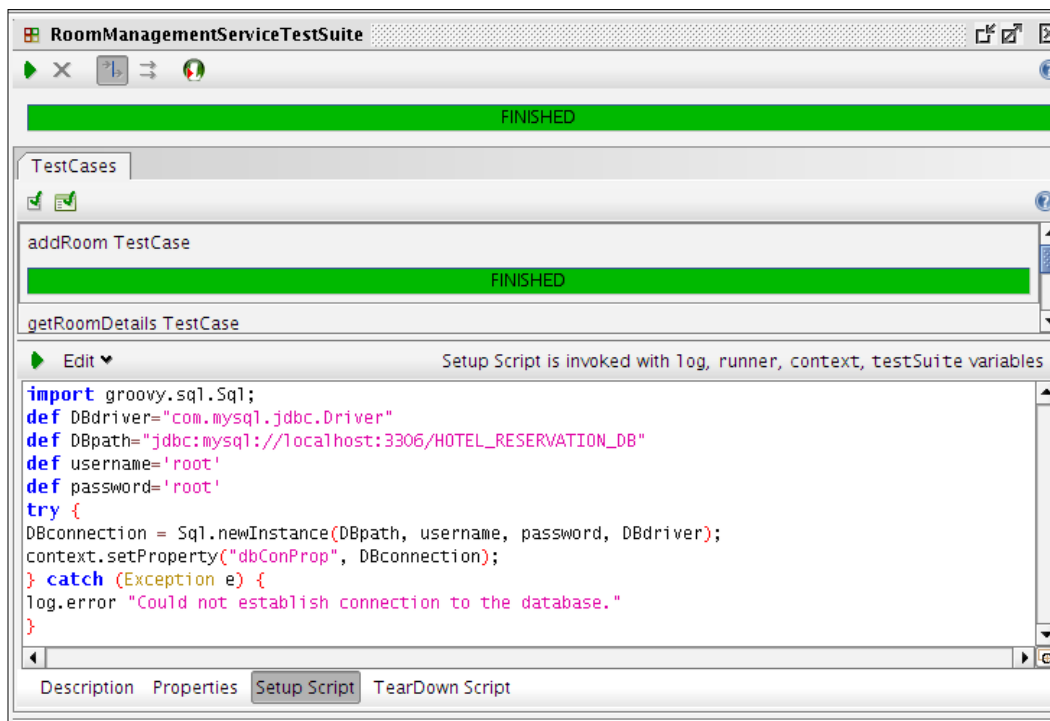 RoomManagementServiceTestSuite
FINISHED
TestCases
addRoom TestCase
FINISHED
getRoomDetails TestCase
Edit
Setup Script is invoked with log, runner, context, testSuite variables
import groovy.sql.Sql;
def DBdriver="com.mysql.jdbc.Driver"
def DBpath="jdbc:mysql://localhost:3306/HOTEL_RESERVATION_DB"
def username='root'
def password='root'
try {
DBconnection = Sql.newInstance(DBpath, username, password, DBdriver);
context.setProperty("dbConProp", DBconnection);
} catch (Exception e) {
log.error "Could not establish connection to the database."
}
Description Properties Setup Script TearDown Script